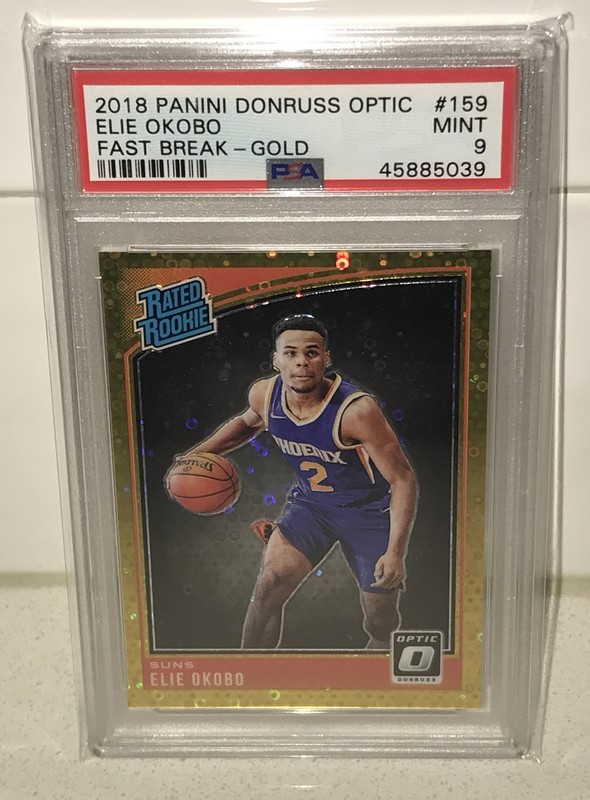 2018 PANINI DONRUSS OPTIC #159
ELIE OKOBO MINT
FAST BREAK – GOLD 9
PSA 45885039
RATED
ROOKIE
SPALDING
PHOENIX
2
OPTIC
DONRUSS
SUNS
ELIE OKOBO